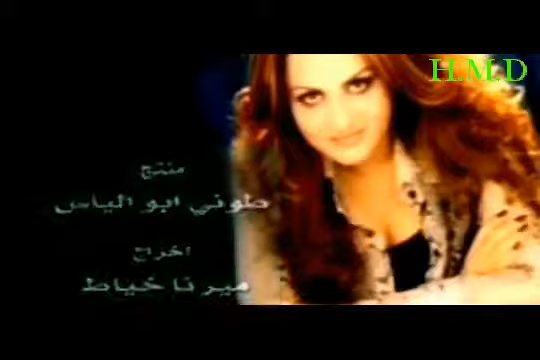 H.M.D
منتج
طوني ابو الياس
اخراج
ميرنا خياط